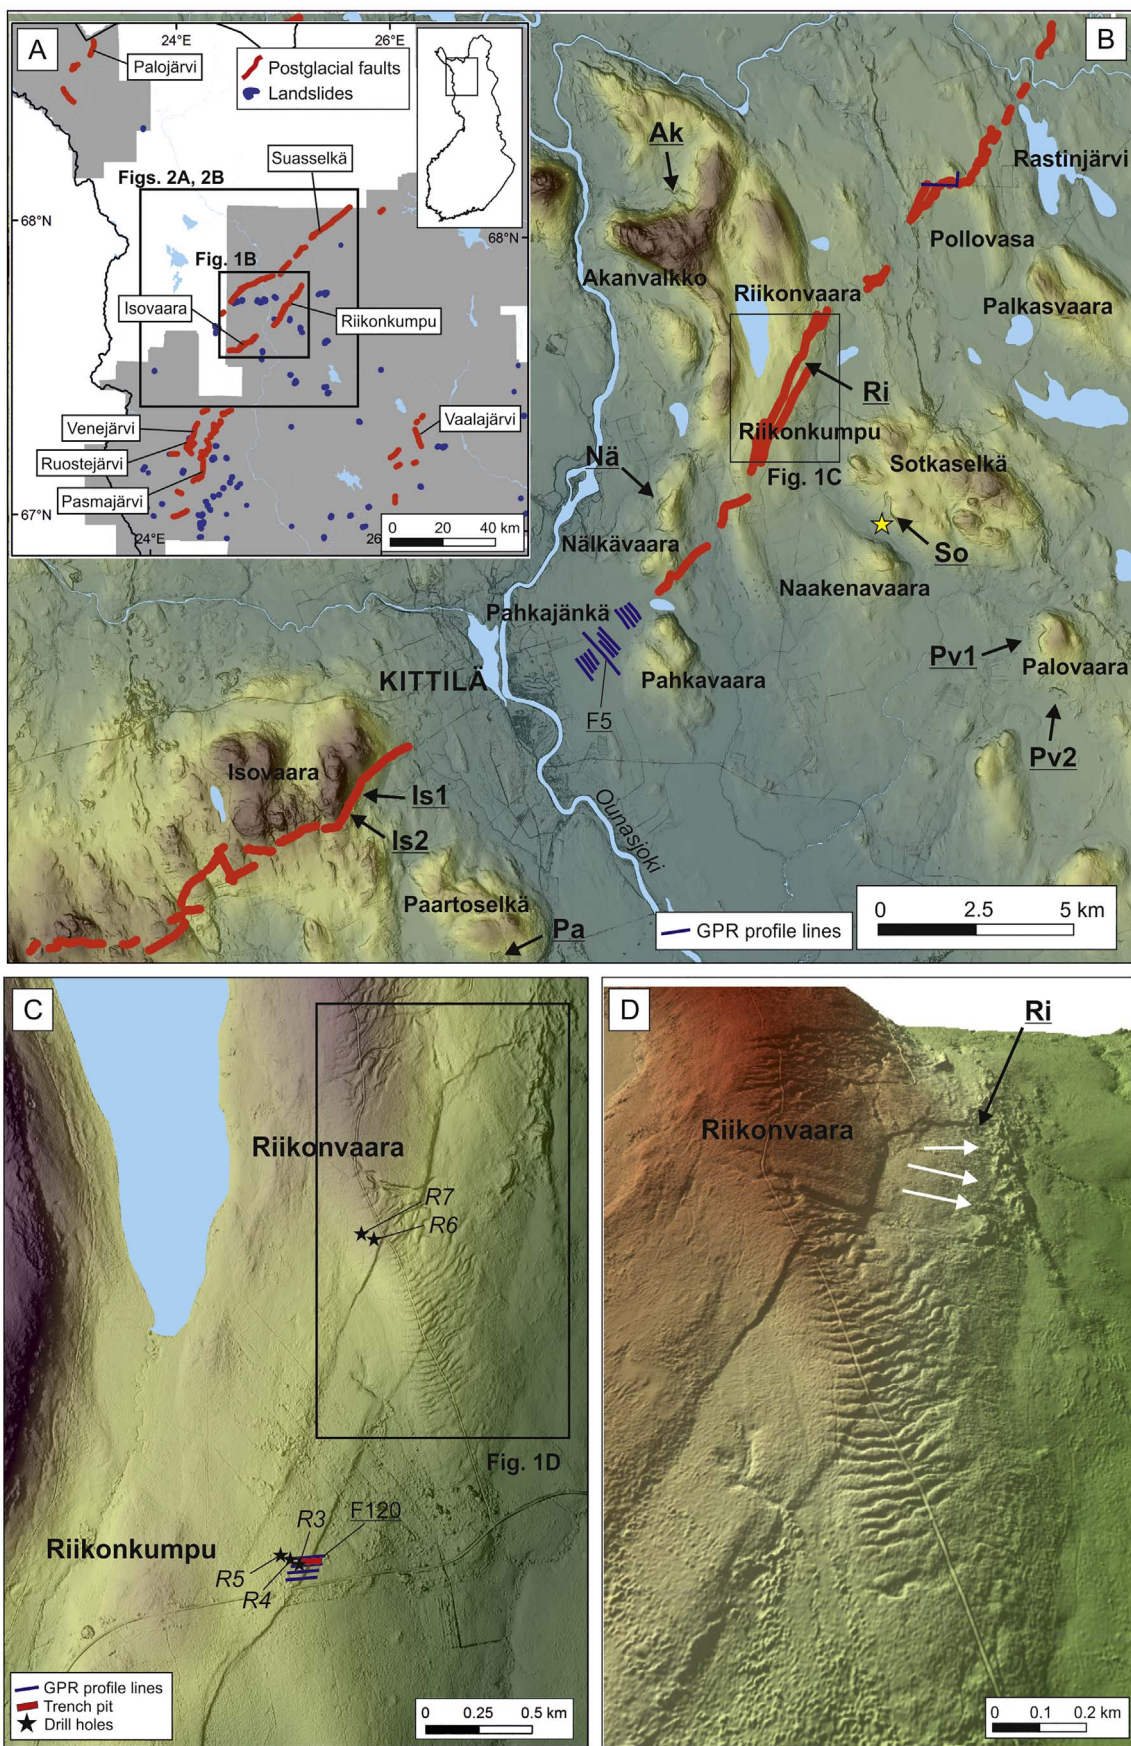 A
24°E
26°E
Postglacial faults
Landslides
Palojärvi
Suasselkä
Figs. 2A, 2B
68°N
68°N
Fig. 1B
Isovaara
Riikonkumpu
Venejärvi
Ruostejärvi
Pasmajärvi
Vaalajärvi
67°N
24°E
26
0 20 40 km
B
Ak
Rastinjärvi
Pollovasa
Akanvalkko
Riikonvaara
Palkasvaara
Ri
Riikonkumpu
Fig. 1C
Sotkaselkä
Nä
Nälkävaara
So
Naakenavaara
Pahkajänkä
Pv1
Palovaara
KITTILÄ
Pahkavaara
F5
Pv2
Isovaara
Is1
Is2
Ounasjoki
Paartoselkä
Pa
GPR profile lines
0 2.5 5 km
C
Riikonvaara
R7
R6
Fig. 1D
R3
F120
Riikonkumpu
R5
R4
GPR profile lines
Trench pit
Drill holes
0 0.25 0.5 km
D
Ri
Riikonvaara
0 0.1 0.2 km